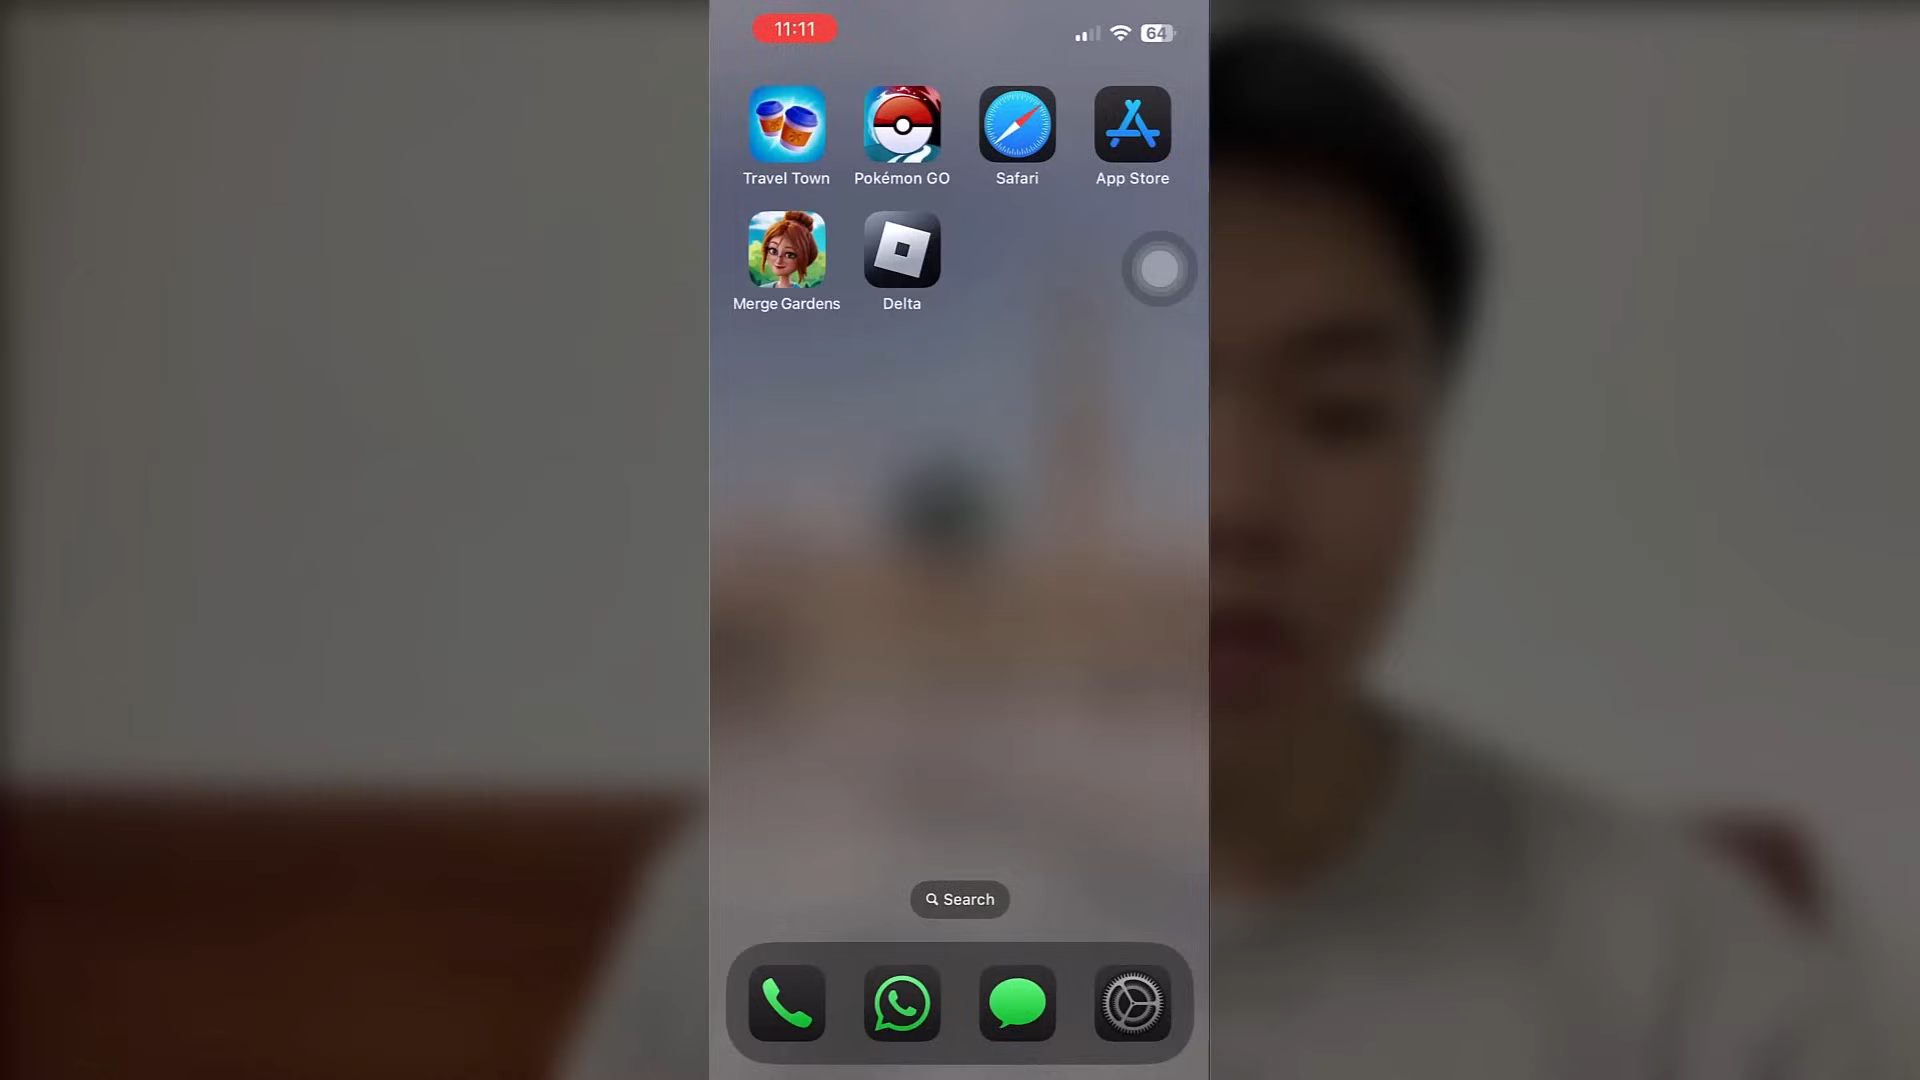 11:11
64
Travel Town
Pokémon GO
Safari
App Store
Merge Gardens
Delta
Search